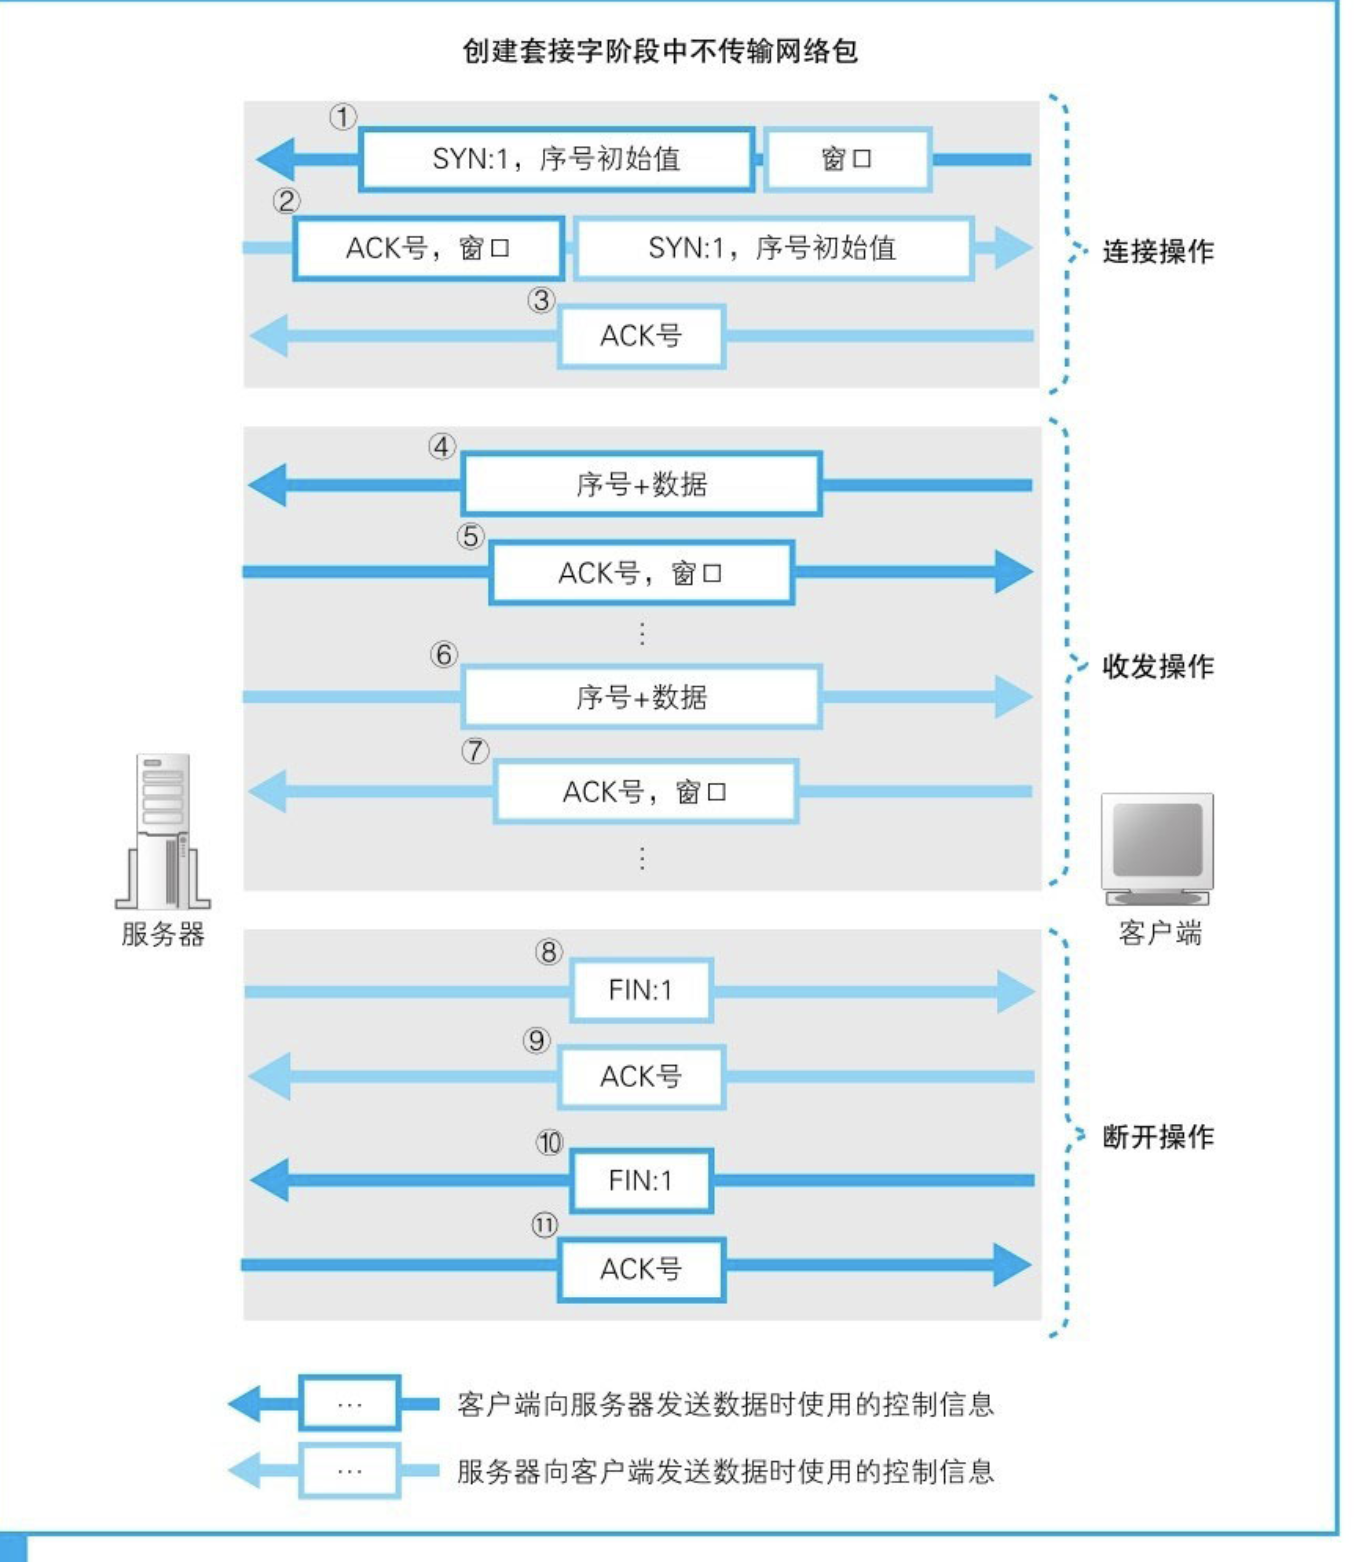 创建套接字阶段中不传输网络包
①
SYN:1，序号初始值 窗口
②
ACK号，窗口 SYN:1，序号初始值
连接操作
③
ACK号
④
序号+数据
⑤
ACK号，窗口
⋮
⑥
序号+数据
收发操作
⑦
ACK号，窗口
⋮
服务器
客户端
⑧
FIN:1
⑨
ACK号
断开操作
⑩
FIN:1
⑪
ACK号
… 客户端向服务器发送数据时使用的控制信息
… 服务器向客户端发送数据时使用的控制信息